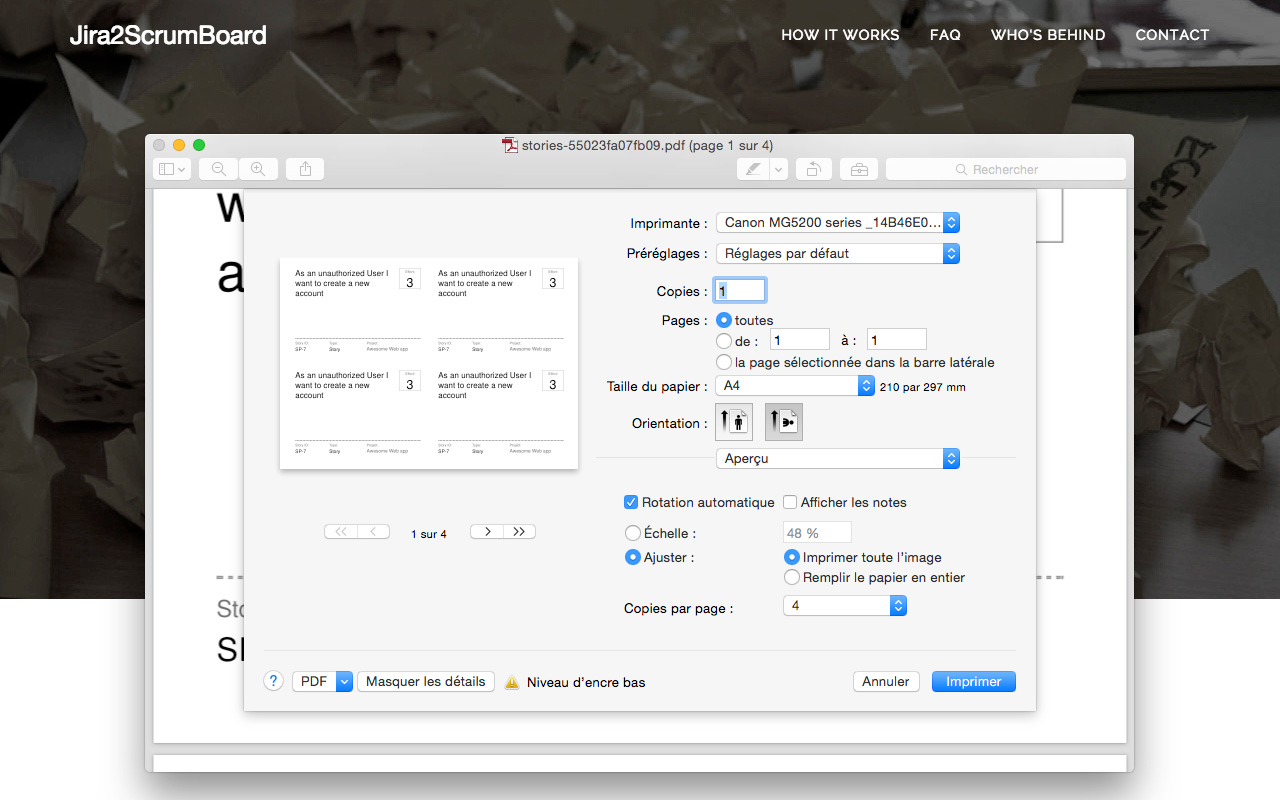 Jira2ScrumBoard
HOW IT WORKS FAQ WHO'S BEHIND CONTACT
stories-55023fa07fb09.pdf (page 1 sur 4)
Rechercher
W
a
Imprimante : Canon MG5200 series _14B46E0...
Préréglages : Réglages par défaut
Copies : 1
Pages : toutes
de : 1 à : 1
la page sélectionnée dans la barre latérale
Taille du papier : A4 210 par 297 mm
Orientation :
Aperçu
Rotation automatique Afficher les notes
Échelle : 48 %
Ajuster : Imprimer toute l'image
Remplir le papier en entier
Copies par page : 4
As an unauthorized User I
want to create a new
account
3
Story ID: Type: Project:
SP-7 Story Awesome Web app
As an unauthorized User I
want to create a new
account
3
Story ID: Type: Project:
SP-7 Story Awesome Web app
As an unauthorized User I
want to create a new
account
3
Story ID: Type: Project:
SP-7 Story Awesome Web app
As an unauthorized User I
want to create a new
account
3
Story ID: Type: Project:
SP-7 Story Awesome Web app
1 sur 4
Sto
? PDF Masquer les détails Niveau d'encre bas Annuler Imprimer